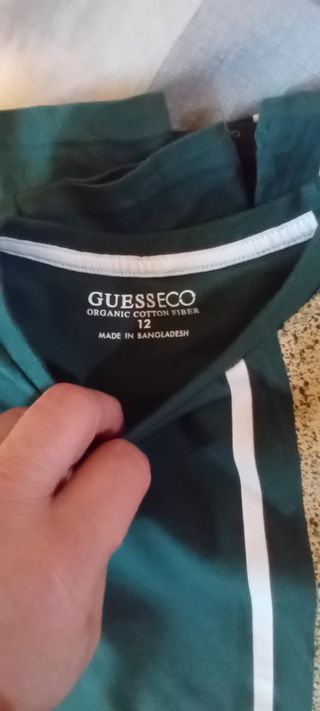 GUESSECO
ORGANIC COTTON FIBER
12
MADE IN BANGLADESH